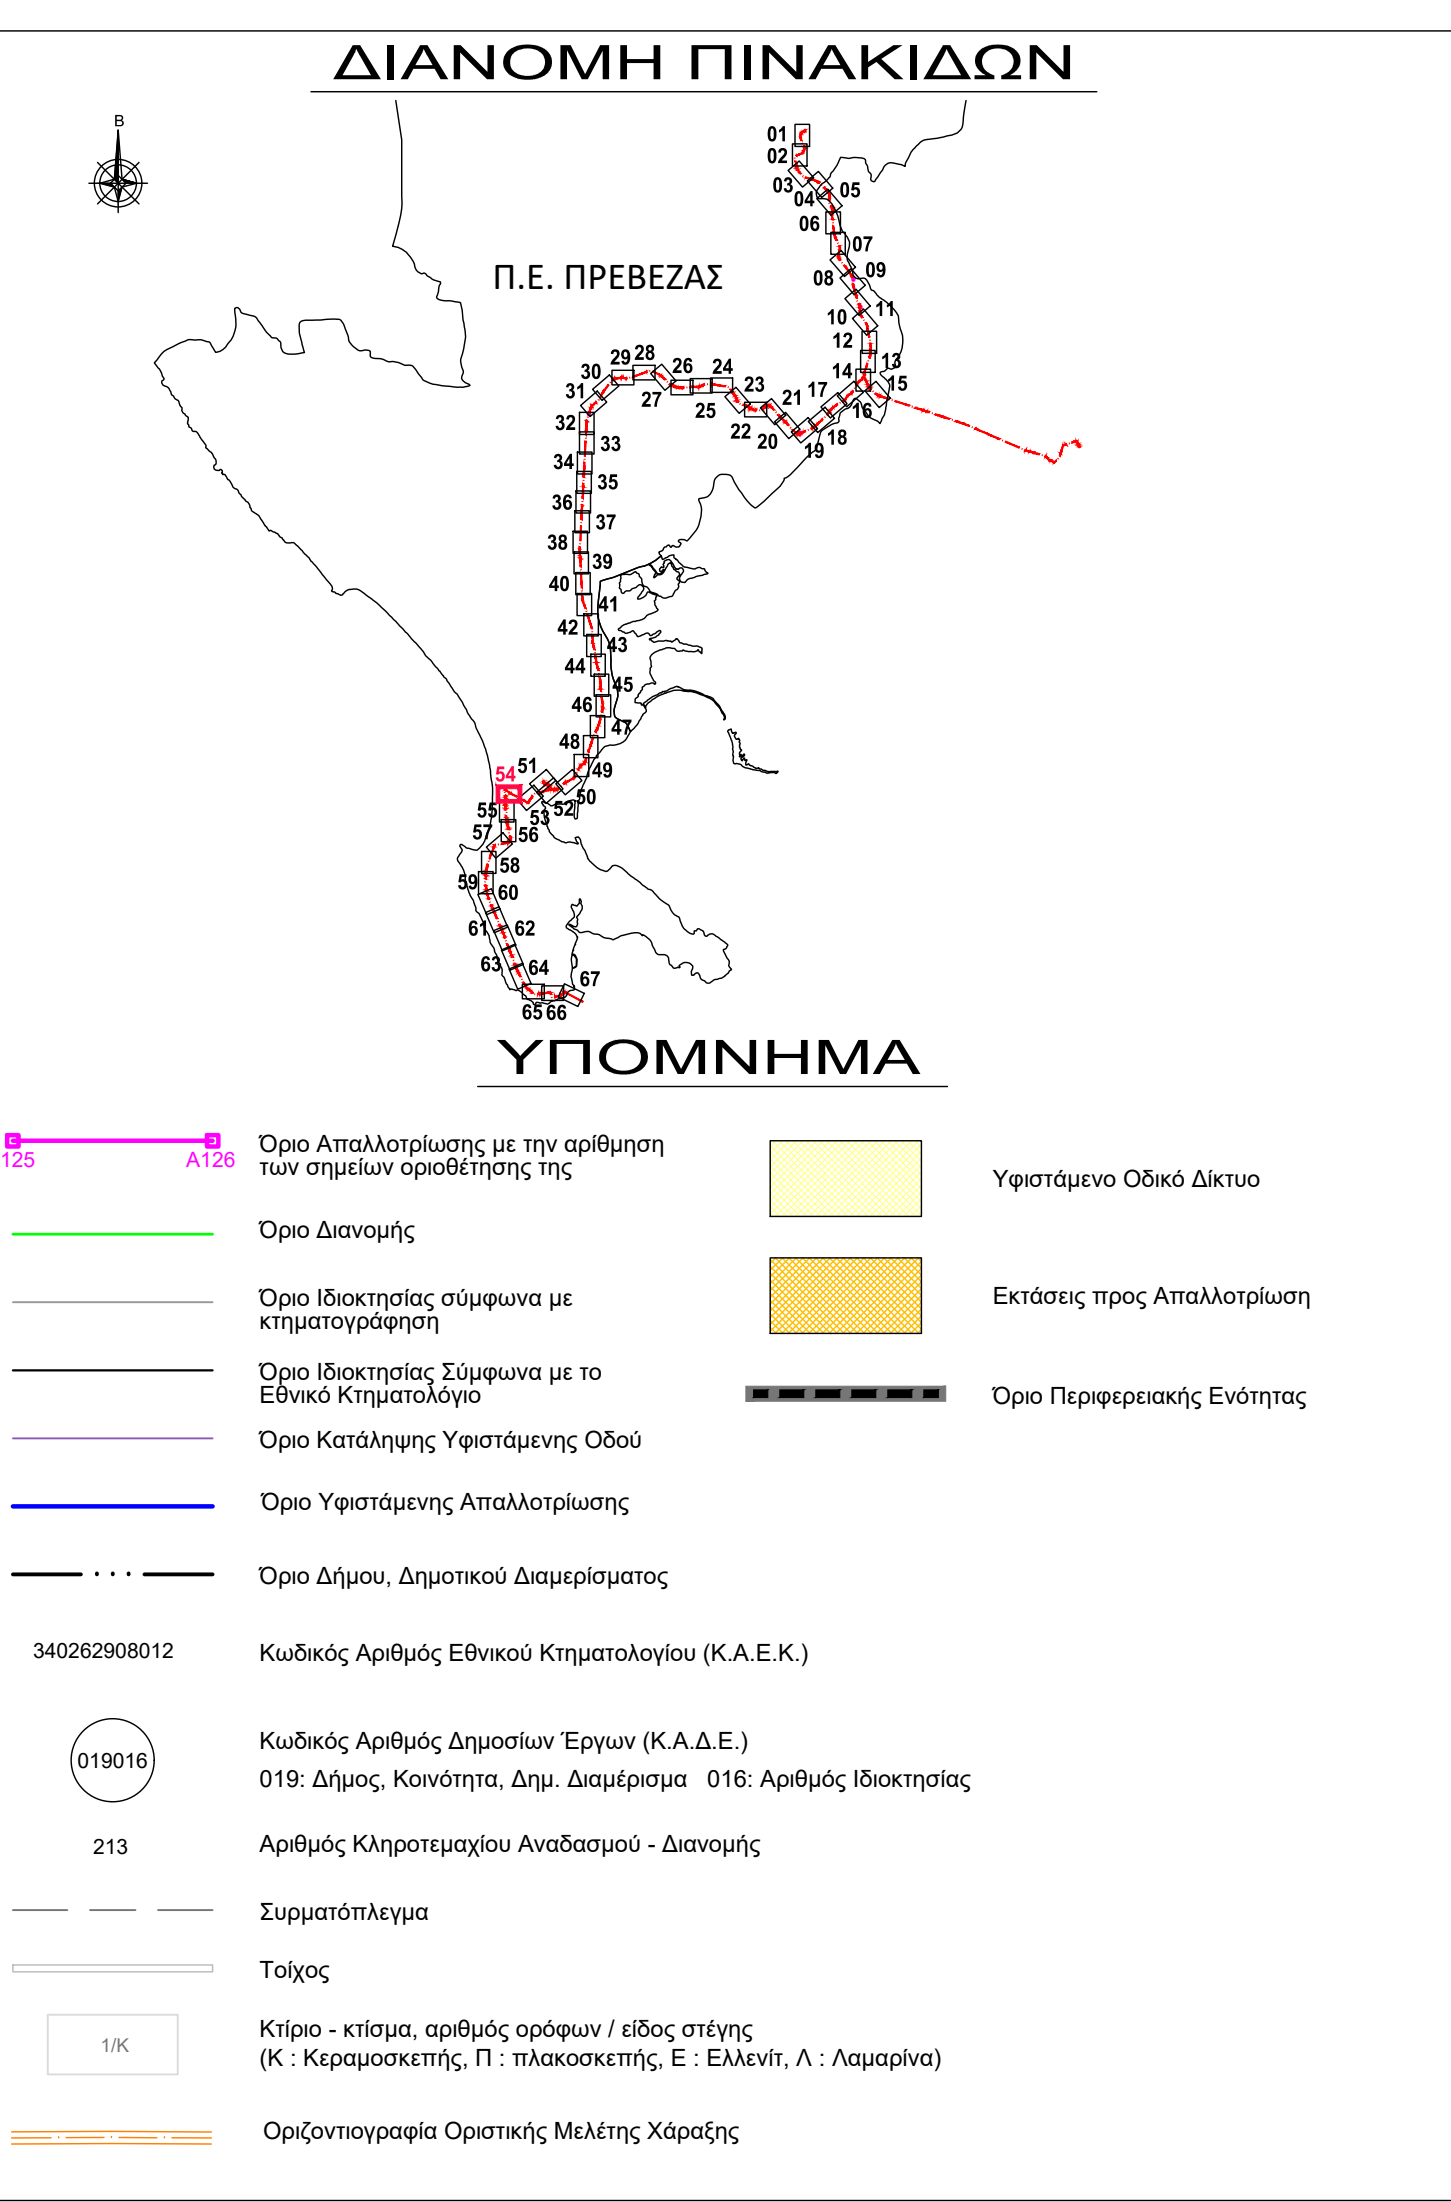 ΔΙΑΝΟΜΗ ΠΙΝΑΚΙΔΩΝ
Β
Π.Ε. ΠΡΕΒΕΖΑΣ
01
02
03
04
05
06
07
08
09
10
11
12
13
14
15
16
17
18
19
20
21
22
23
24
25
26
27
28
29
30
31
32
33
34
35
36
37
38
39
40
41
42
43
44
45
46
47
48
49
50
51
52
53
54
55
56
57
58
59
60
61
62
63
64
65
66
67
ΥΠΟΜΝΗΜΑ
125 A126
Όριο Απαλλοτρίωσης με την αρίθμηση
των σημείων οριοθέτησης της
Όριο Διανομής
Όριο Ιδιοκτησίας σύμφωνα με
κτηματογράφηση
Όριο Ιδιοκτησίας Σύμφωνα με το
Εθνικό Κτηματολόγιο
Όριο Κατάληψης Υφιστάμενης Οδού
Όριο Υφιστάμενης Απαλλοτρίωσης
Όριο Δήμου, Δημοτικού Διαμερίσματος
340262908012 Κωδικός Αριθμός Εθνικού Κτηματολογίου (Κ.Α.Ε.Κ.)
019016
Κωδικός Αριθμός Δημοσίων Έργων (Κ.Α.Δ.Ε.)
019: Δήμος, Κοινότητα, Δημ. Διαμέρισμα 016: Αριθμός Ιδιοκτησίας
213 Αριθμός Κληροτεμαχίου Αναδασμού - Διανομής
Συρματόπλεγμα
Τοίχος
1/Κ
Κτίριο - κτίσμα, αριθμός ορόφων / είδος στέγης
(Κ : Κεραμοσκεπής, Π : πλακοσκεπής, Ε : Ελλενίτ, Λ : Λαμαρίνα)
Οριζοντιογραφία Οριστικής Μελέτης Χάραξης
Υφιστάμενο Οδικό Δίκτυο
Εκτάσεις προς Απαλλοτρίωση
Όριο Περιφερειακής Ενότητας